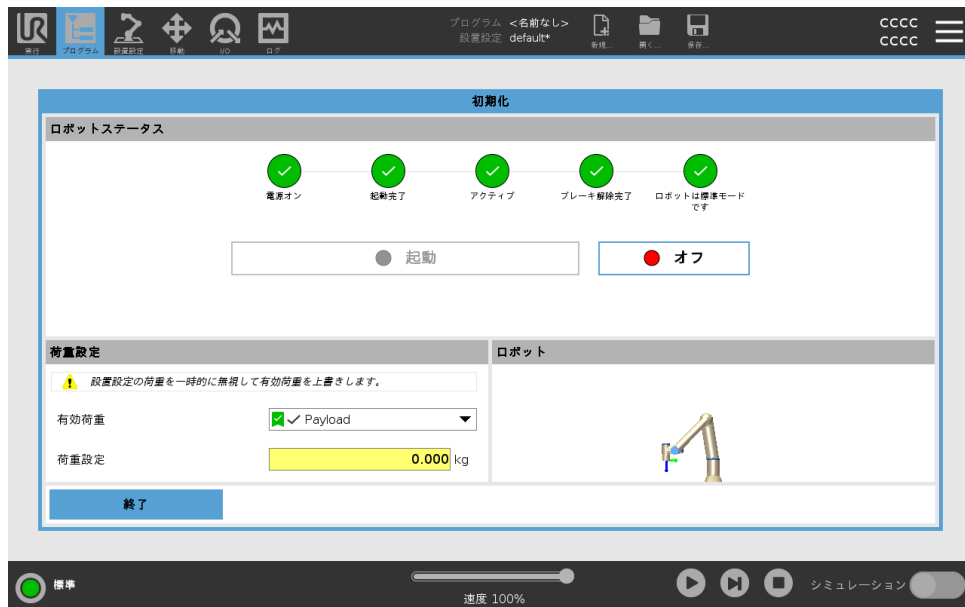 プログラム <名前なし>
設置設定 default*
CCCC
CCCC
実行
プログラム
設置設定
移動
I/O
ログ
新規...
開く...
保存...
初期化
ロボットステータス
電源オン
起動完了
アクティブ
ブレーキ解除完了
ロボットは標準モード
です
起動
オフ
荷重設定
ロボット
設置設定の荷重を一時的に無視して有効荷重を上書きします。
有効荷重
Payload
荷重設定
0.000 kg
終了
標準
速度 100%
シミュレーション